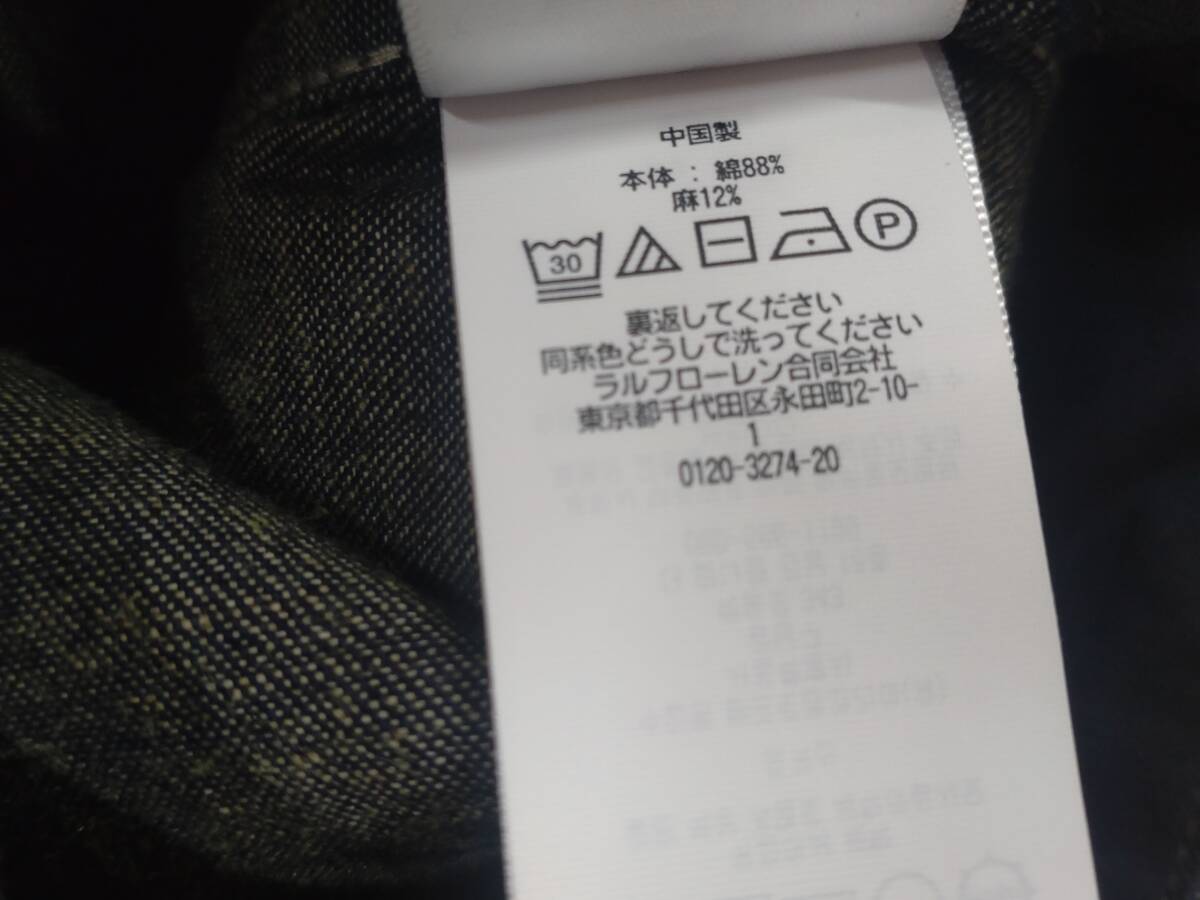 中国製
本体 : 綿88%
麻12%
30
P
裏返してください
同系色どうしで洗ってください
ラルフローレン合同会社
東京都千代田区永田町2-10-
1
0120-3274-20